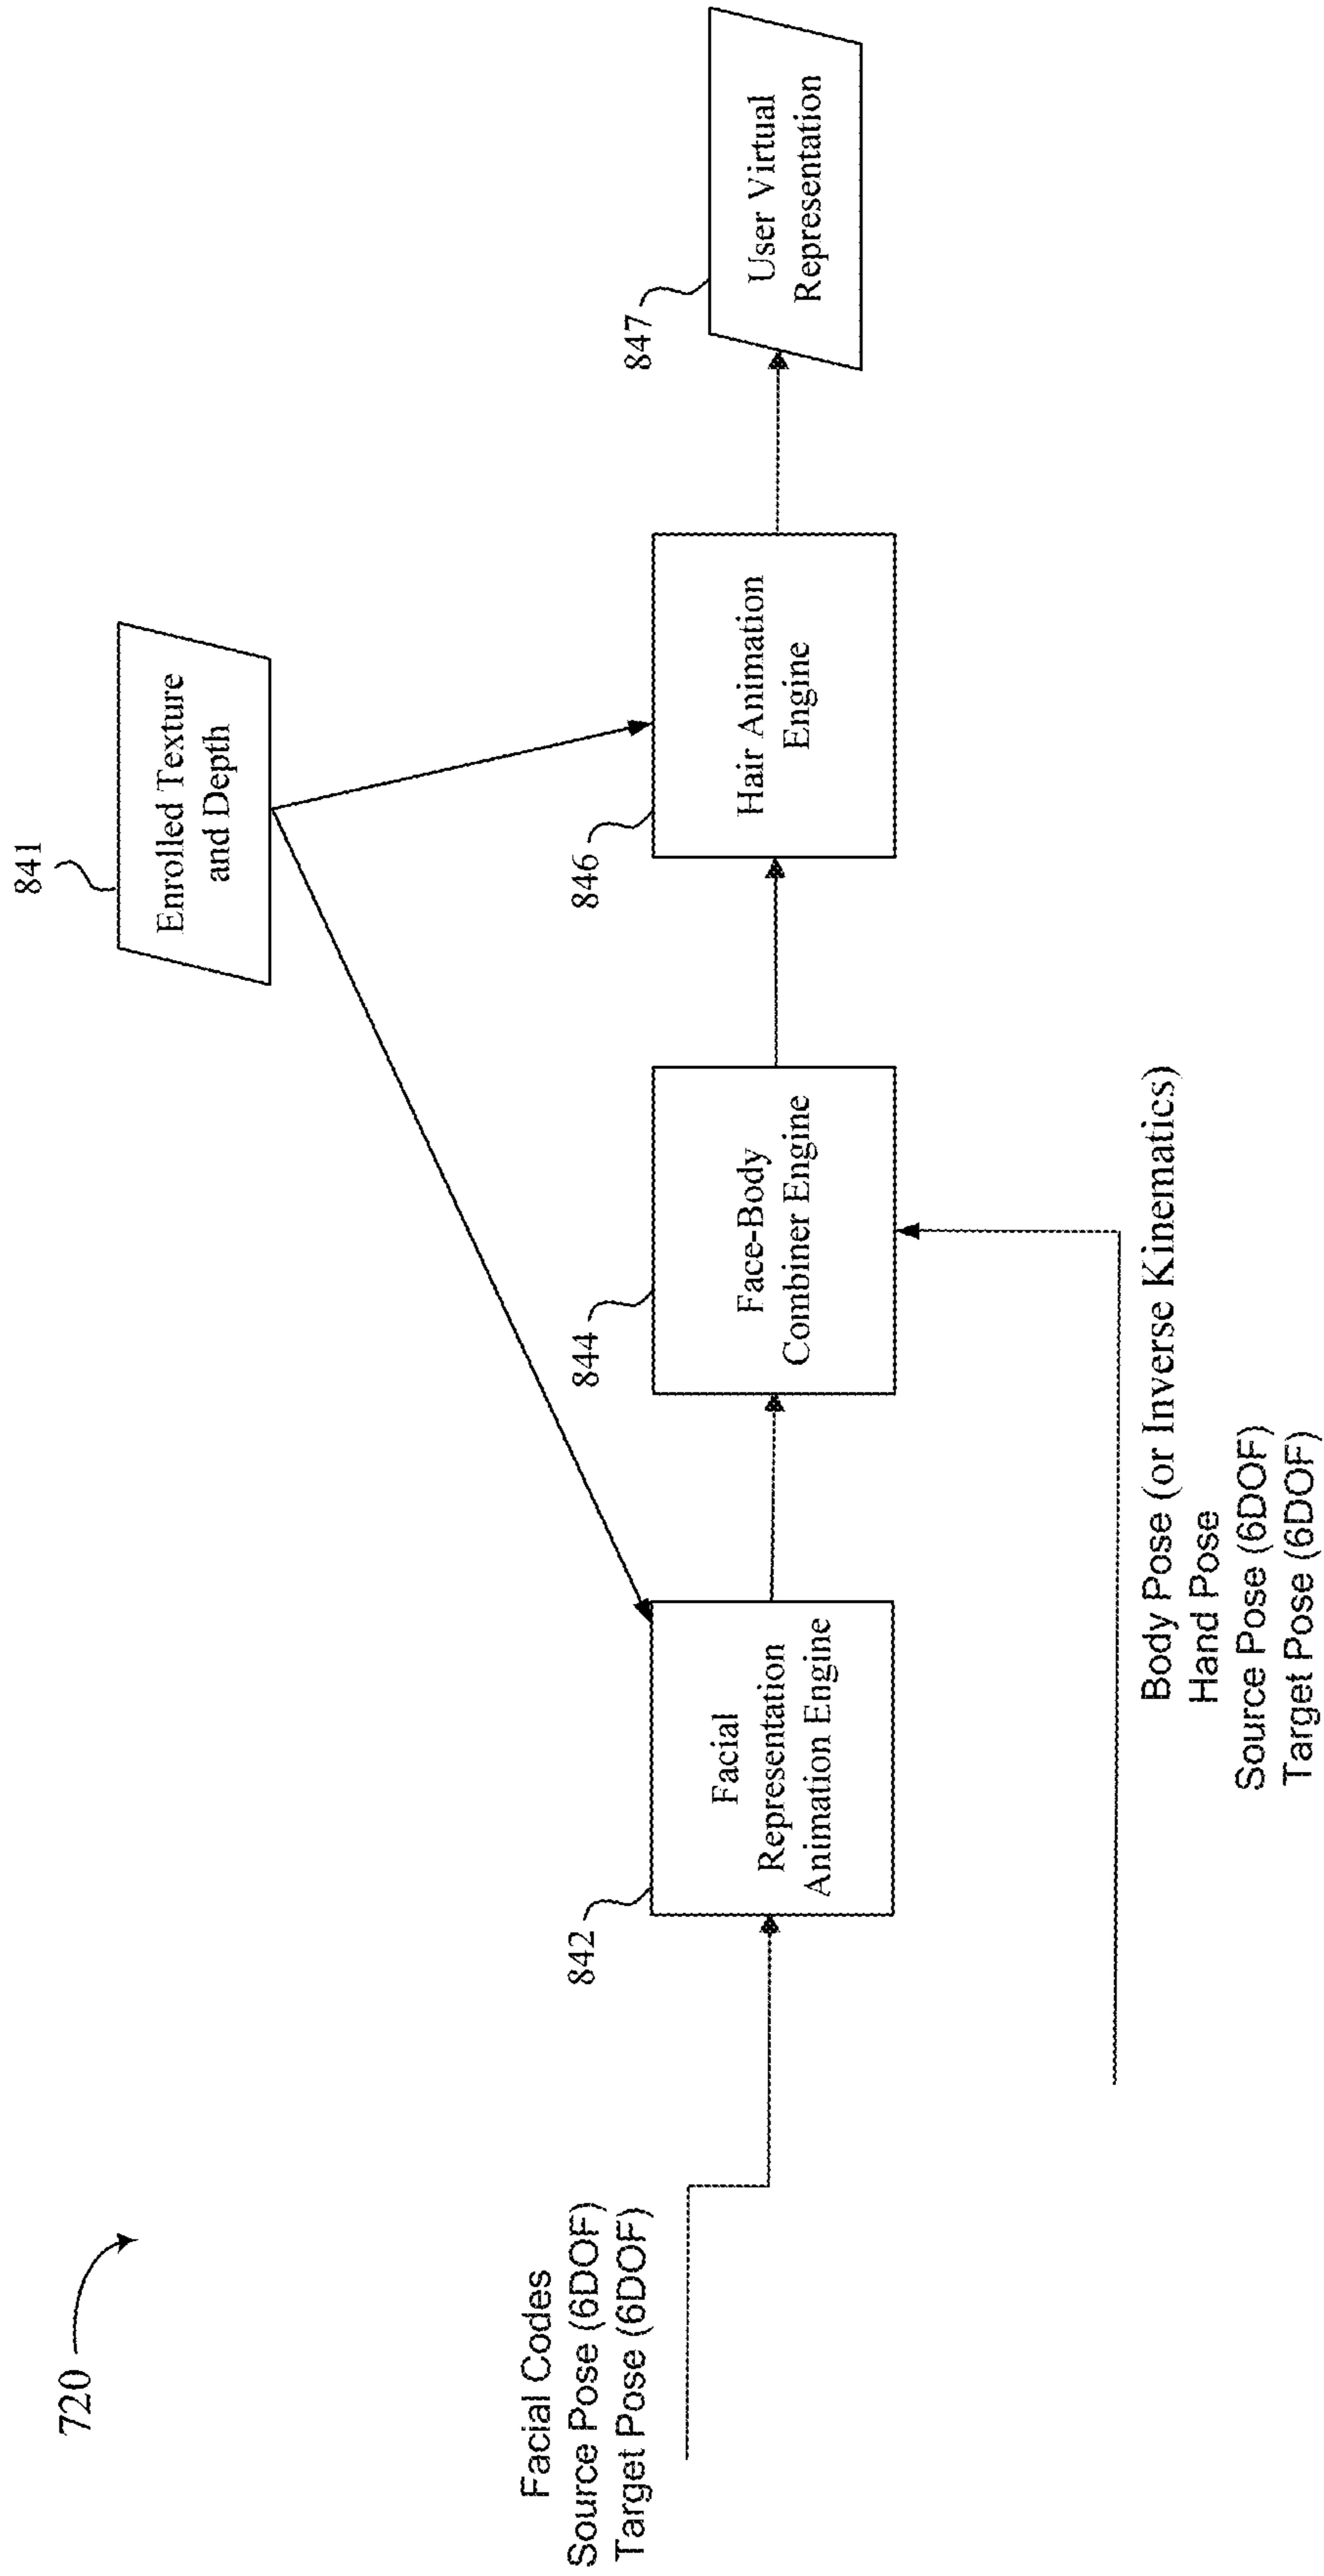 720
841
Enrolled Texture
and Depth
Facial Codes
Source Pose (6DOF)
Target Pose (6DOF)
842
Facial
Representation
Animation Engine
844
Face-Body
Combiner Engine
846
Hair Animation
Engine
847
User Virtual
Representation
Body Pose (or Inverse Kinematics)
Hand Pose
Source Pose (6DOF)
Target Pose (6DOF)